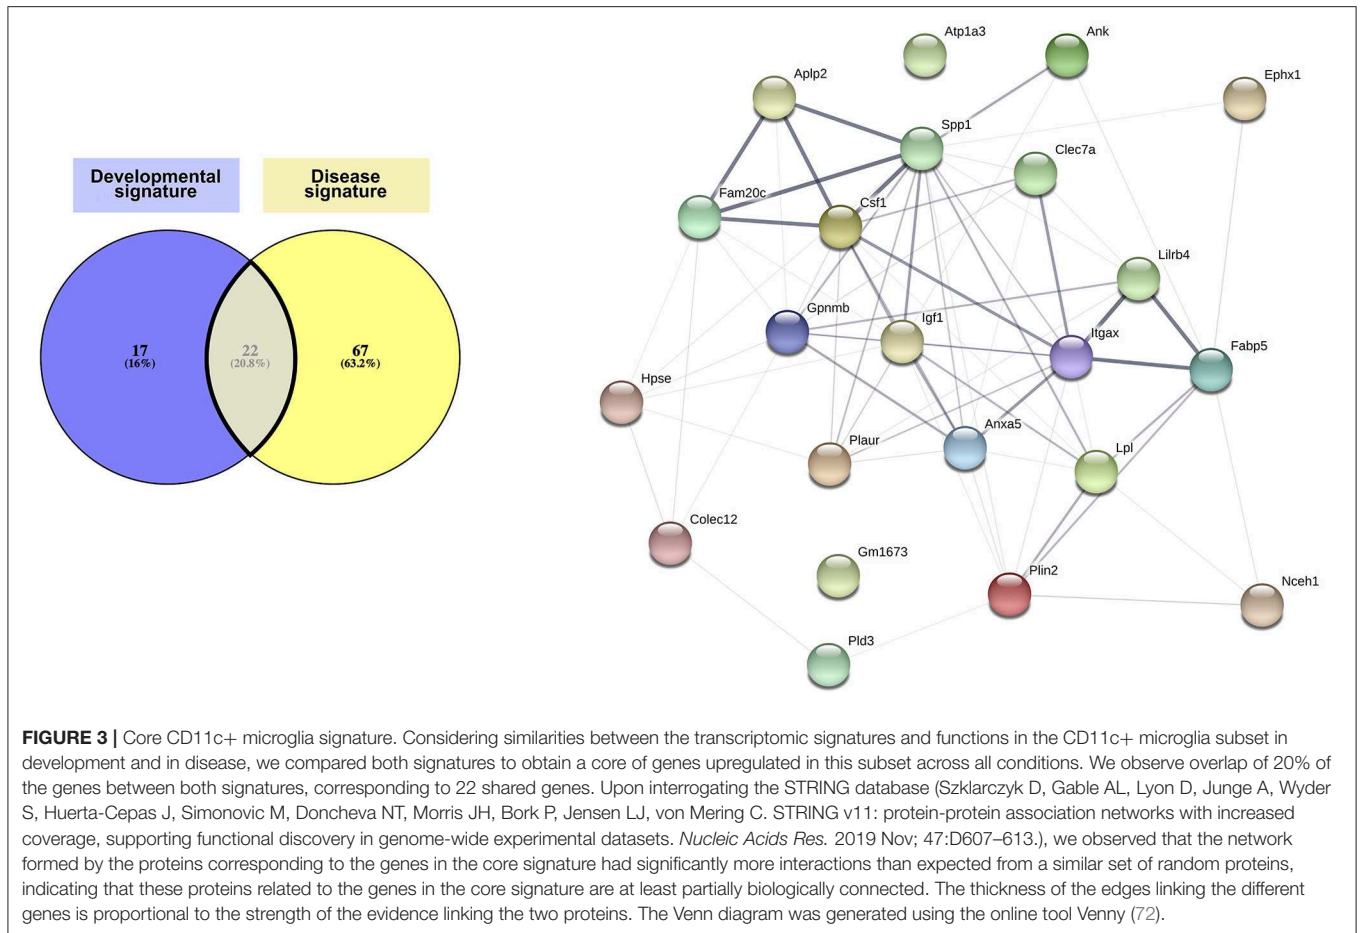 Developmental
signature
Disease
signature
17
(16%)
22
(20.8%)
67
(63.2%)
Atp1a3
Ank
Aplp2
Ephx1
Spp1
Clec7a
Fam20c
Csf1
Lilrb4
Gpnmb
Igf1
Itgax
Fabp5
Hpse
Plaur
Anxa5
Lpl
Colec12
Gm1673
Plin2
Nceh1
Pld3
FIGURE 3 | Core CD11c+ microglia signature. Considering similarities between the transcriptomic signatures and functions in the CD11c+ microglia subset in
development and in disease, we compared both signatures to obtain a core of genes upregulated in this subset across all conditions. We observe overlap of 20% of
the genes between both signatures, corresponding to 22 shared genes. Upon interrogating the STRING database (Szklarczyk D, Gable AL, Lyon D, Junge A, Wyder
S, Huerta-Cepas J, Simonovic M, Doncheva NT, Morris JH, Bork P, Jensen LJ, von Mering C. STRING v11: protein-protein association networks with increased
coverage, supporting functional discovery in genome-wide experimental datasets. Nucleic Acids Res. 2019 Nov; 47:D607–613.), we observed that the network
formed by the proteins corresponding to the genes in the core signature had significantly more interactions than expected from a similar set of random proteins,
indicating that these proteins related to the genes in the core signature are at least partially biologically connected. The thickness of the edges linking the different
genes is proportional to the strength of the evidence linking the two proteins. The Venn diagram was generated using the online tool Venny (72).